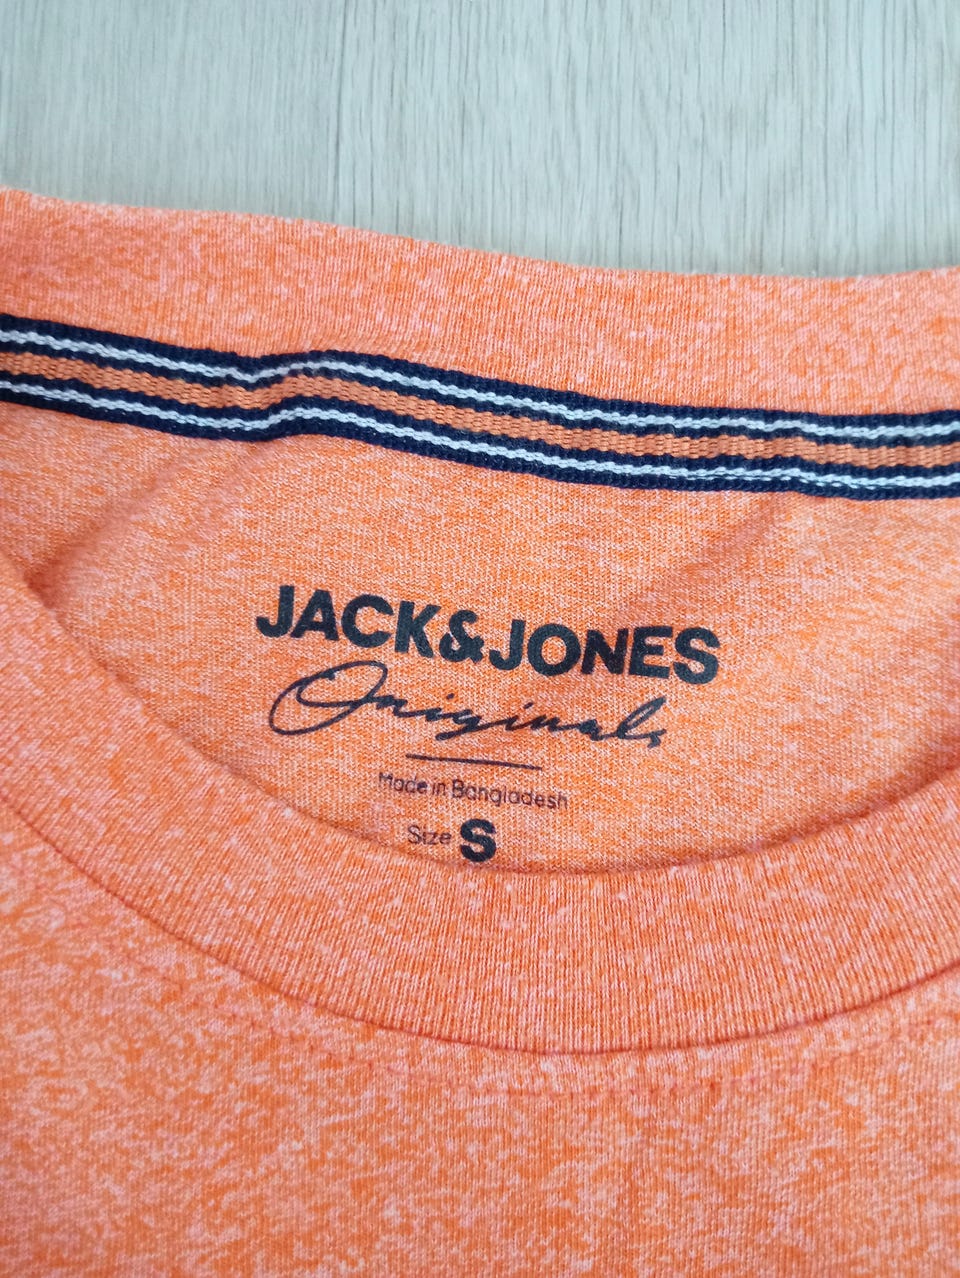 JACK&JONES
Originals
Made in Bangladesh
Size S